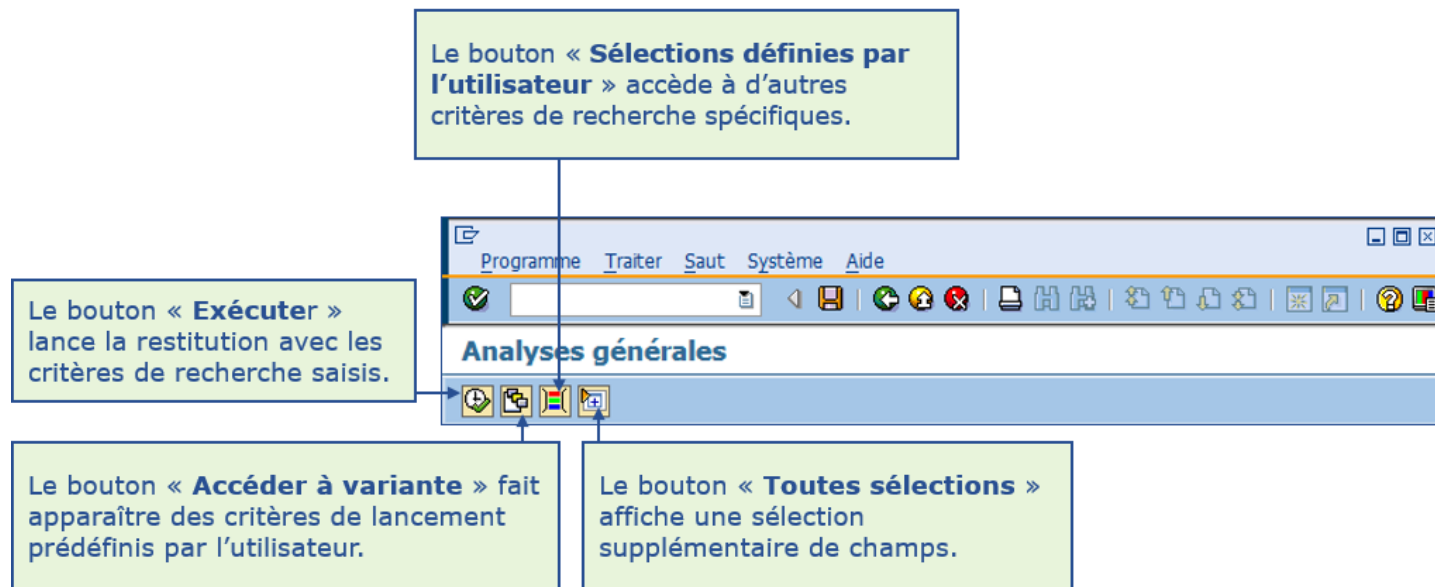 Le bouton « Sélections définies par
l’utilisateur » accède à d’autres
critères de recherche spécifiques.
Programme Traiter Saut Système Aide
Le bouton « Exécuter »
lance la restitution avec les
critères de recherche saisis.
Analyses générales
Le bouton « Accéder à variante » fait
apparaître des critères de lancement
prédéfinis par l’utilisateur.
Le bouton « Toutes sélections »
affiche une sélection
supplémentaire de champs.